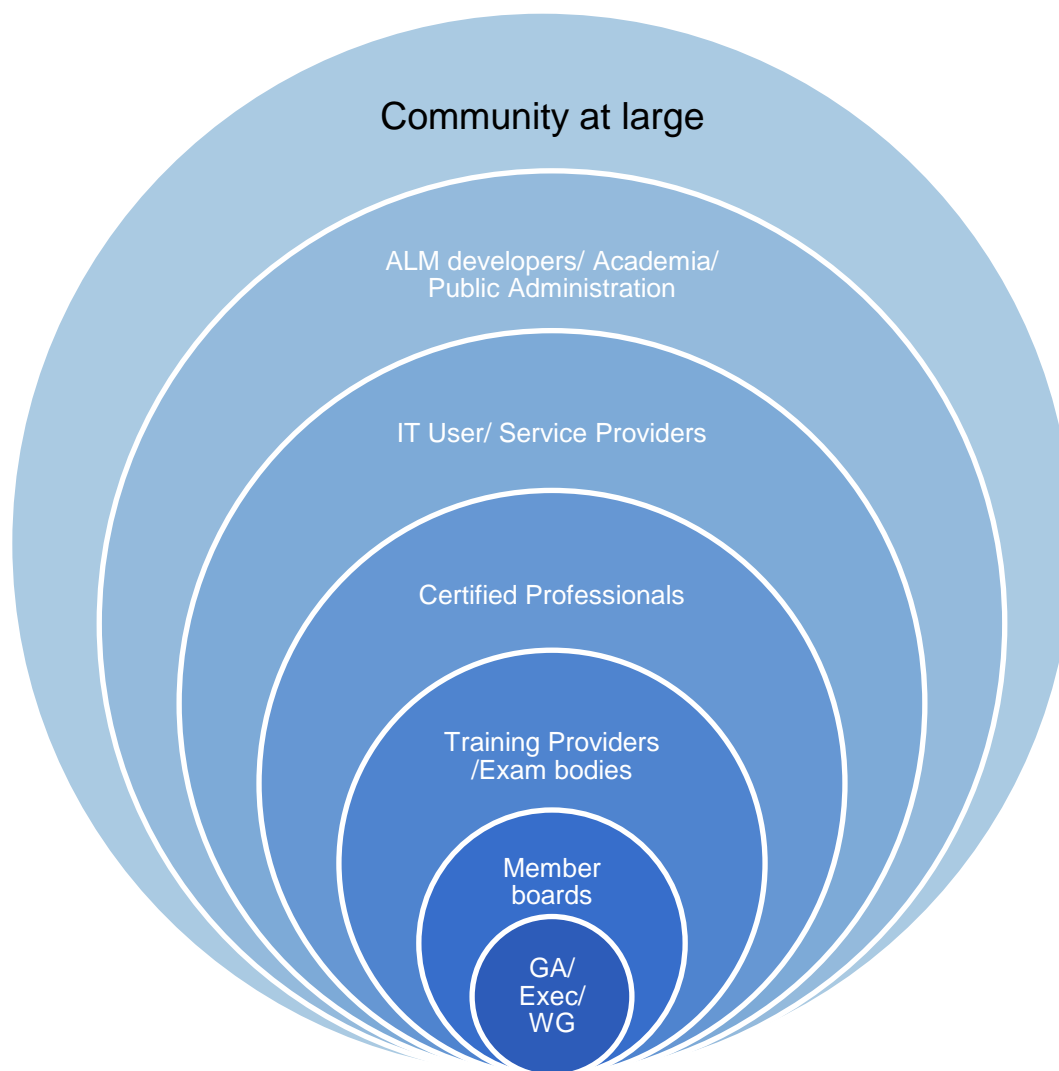 Community at large
ALM developers/ Academia/
Public Administration
IT User/ Service Providers
Certified Professionals
Training Providers
/Exam bodies
Member
boards
GA/
Exec/
WG